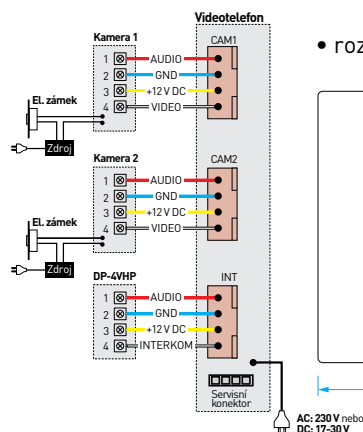 Videotelefon
Kamera 1
CAM1
1 AUDIO
2 GND
3 +12 V DC
4 VIDEO
El. zámek
Zdroj
Kamera 2
CAM2
1 AUDIO
2 GND
3 +12 V DC
4 VIDEO
El. zámek
Zdroj
DP-4VHP
INT
1 AUDIO
2 GND
3 +12 V DC
4 INTERKOM
Servisní
konektor
AC: 230 V nebo
DC: 17-30 V
• roz